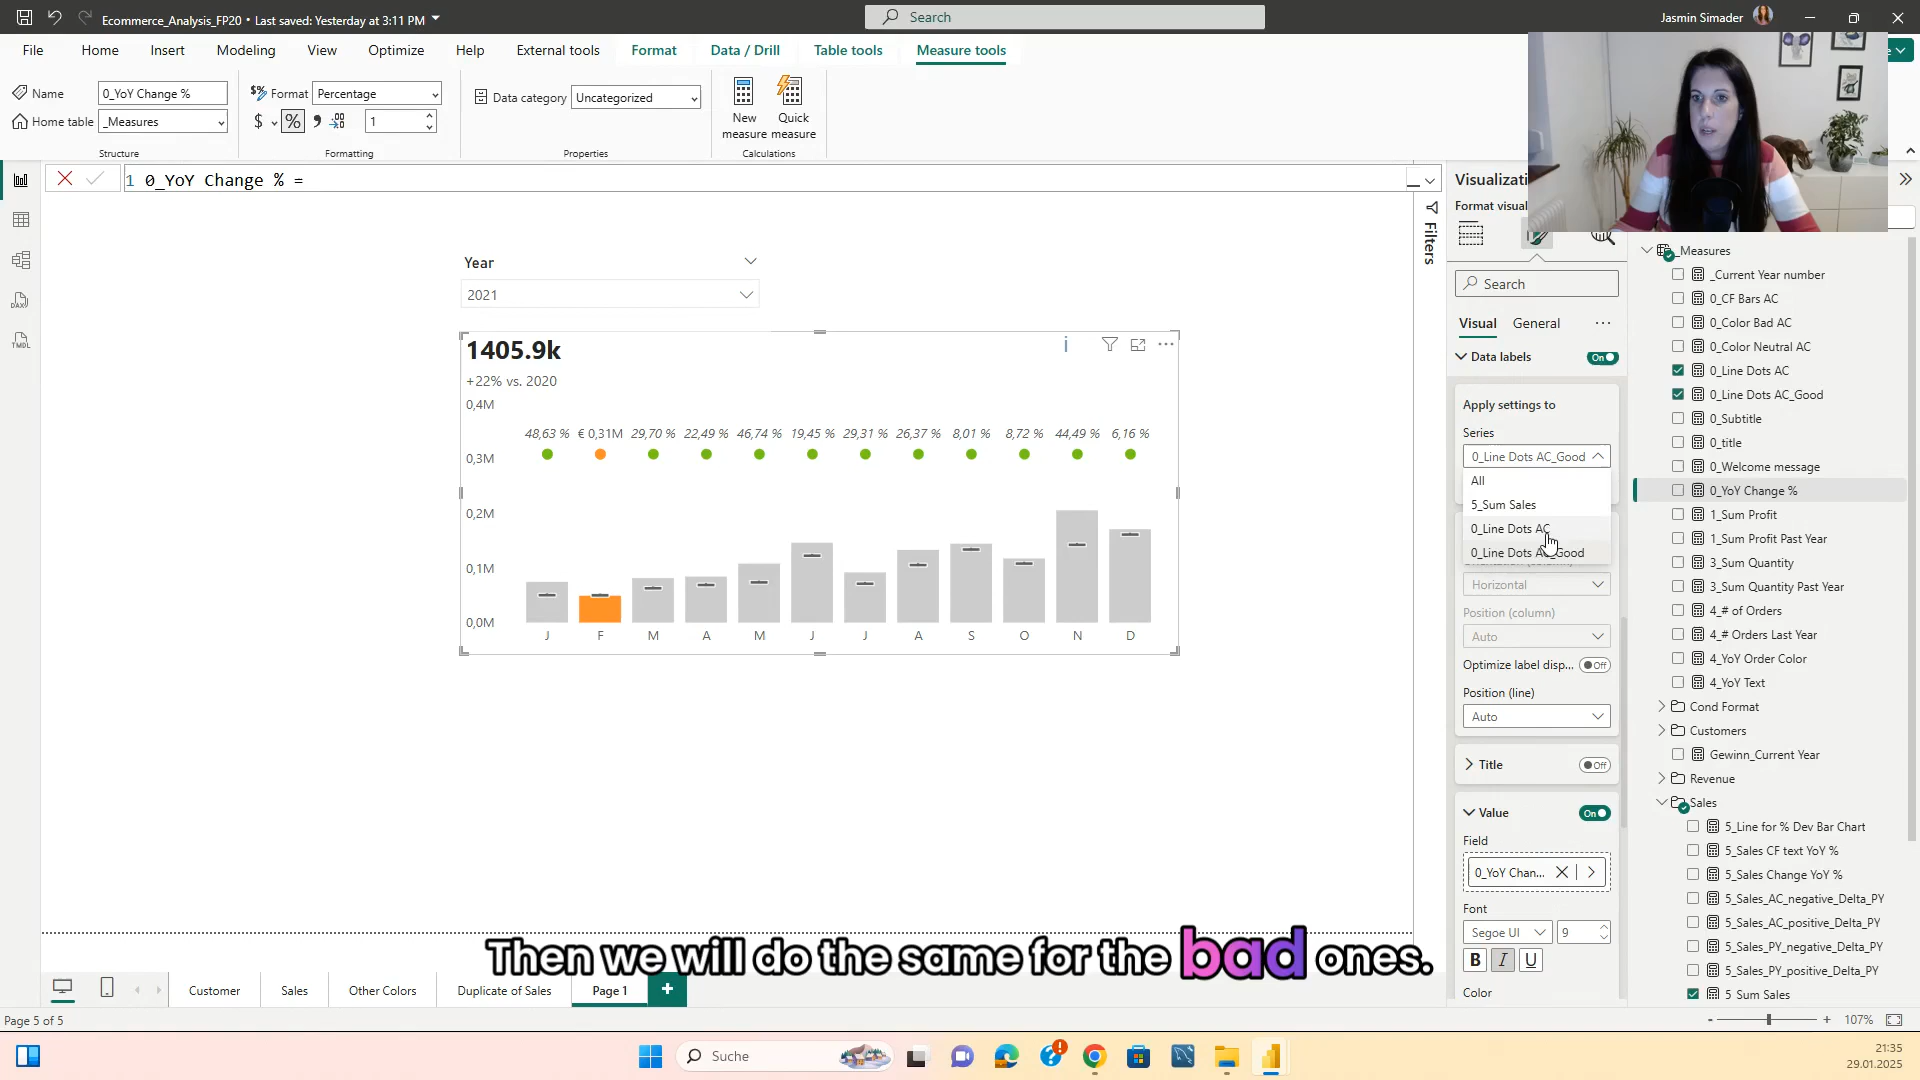 Ecommerce_Analysis_FP20 • Last saved: Yesterday at 3:11 PM
Search
Jasmin Simader
File
Home
Insert
Modeling
View
Optimize
Help
External tools
Format
Data / Drill
Table tools
Measure tools
Name
0_YoY Change %
Home table
_Measures
Structure
Format
Percentage
$
%
1
Formatting
Data category
Uncategorized
Properties
New
measure
Quick
measure
Calculations
1 0_YoY Change % =
Year
2021
1405.9k
+22% vs. 2020
0,4M
48,63 % € 0,31M 29,70 % 22,49 % 46,74 % 19,45 % 29,31 % 26,37 % 8,01 % 8,72 % 44,49 % 6,16 %
0,3M
0,2M
0,1M
0,0M
J F M A M J J A S O N D
Filters
Format visual
Search
Visual
General
Data labels
On
Apply settings to
Series
0_Line Dots AC_Good
All
5_Sum Sales
0_Line Dots AC
Horizontal
Position (column)
Auto
Optimize label disp...
Off
Position (line)
Auto
Title
Off
Value
On
Field
0_YoY Chan...
Font
Segoe UI
9
B I U
Color
_Measures
_Current Year number
0_CF Bars AC
0_Color Bad AC
0_Color Neutral AC
0_Line Dots AC
0_Line Dots AC_Good
0_Subtitle
0_title
0_Welcome message
0_YoY Change %
1_Sum Profit
1_Sum Profit Past Year
3_Sum Quantity
3_Sum Quantity Past Year
4_# of Orders
4_# Orders Last Year
4_YoY Order Color
4_YoY Text
Cond Format
Customers
Gewinn_Current Year
Revenue
Sales
5_Line for % Dev Bar Chart
5_Sales CF text YoY %
5_Sales Change YoY %
5_Sales_AC_negative_Delta_PY
5_Sales_AC_positive_Delta_PY
5_Sales_PY_negative_Delta_PY
5_Sales_PY_positive_Delta_PY
5_Sum Sales
Then we will do the same for the bad ones.
Customer
Sales
Other Colors
Duplicate of Sales
Page 1
Page 5 of 5
107%
Suche
21:35
29.01.2025